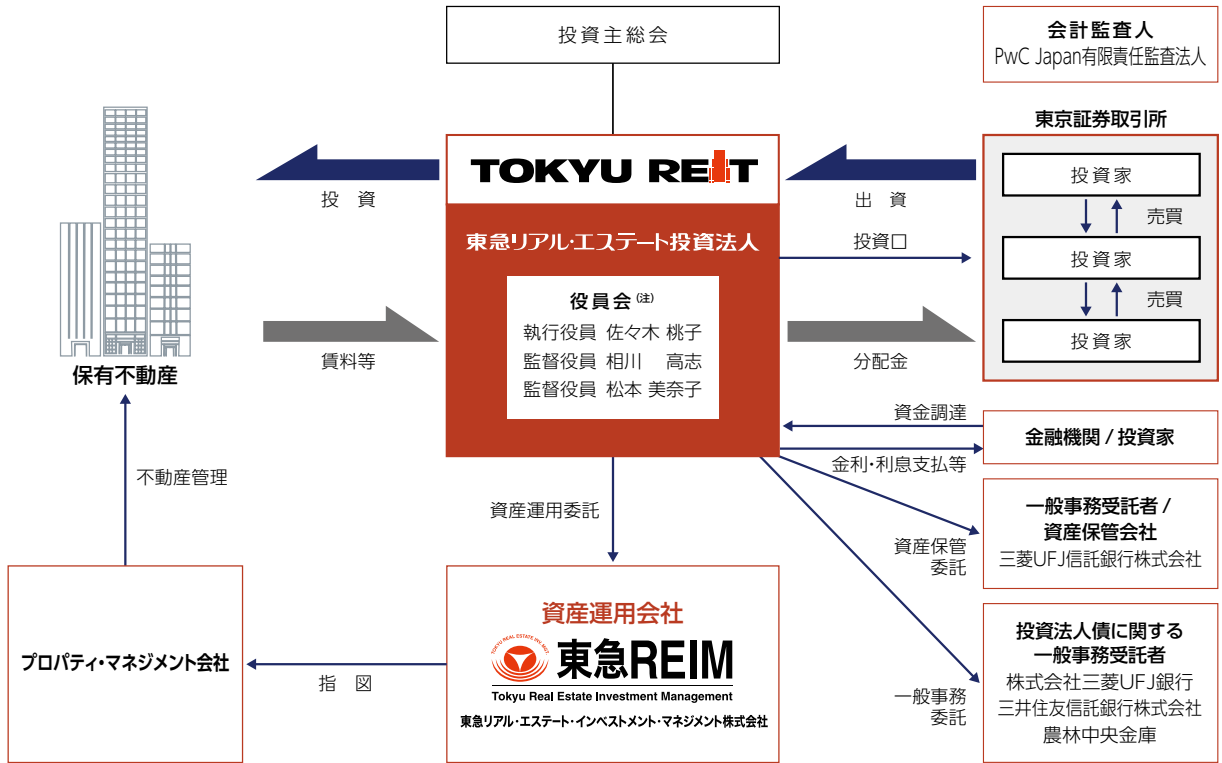 投資主総会
会計監査人
PwC Japan有限責任監査法人
東京証券取引所
投資家
売買
投資家
売買
投資家
TOKYU REIT
東急リアル・エステート投資法人
役員会(注)
執行役員 佐々木 桃子
監督役員 相川 高志
監督役員 松本 美奈子
投 資
出 資
投資口
賃料等
分配金
保有不動産
資金調達
金融機関 / 投資家
金利・利息支払等
不動産管理
資産運用委託
一般事務受託者 /
資産保管会社
三菱UFJ信託銀行株式会社
資産保管
委託
プロパティ・マネジメント会社
指 図
資産運用会社
TOKYU REAL ESTATE INV. MGT.
東急REIM
Tokyu Real Estate Investment Management
東急リアル・エステート・インベストメント・マネジメント株式会社
一般事務
委託
投資法人債に関する
一般事務受託者
株式会社三菱UFJ銀行
三井住友信託銀行株式会社
農林中央金庫